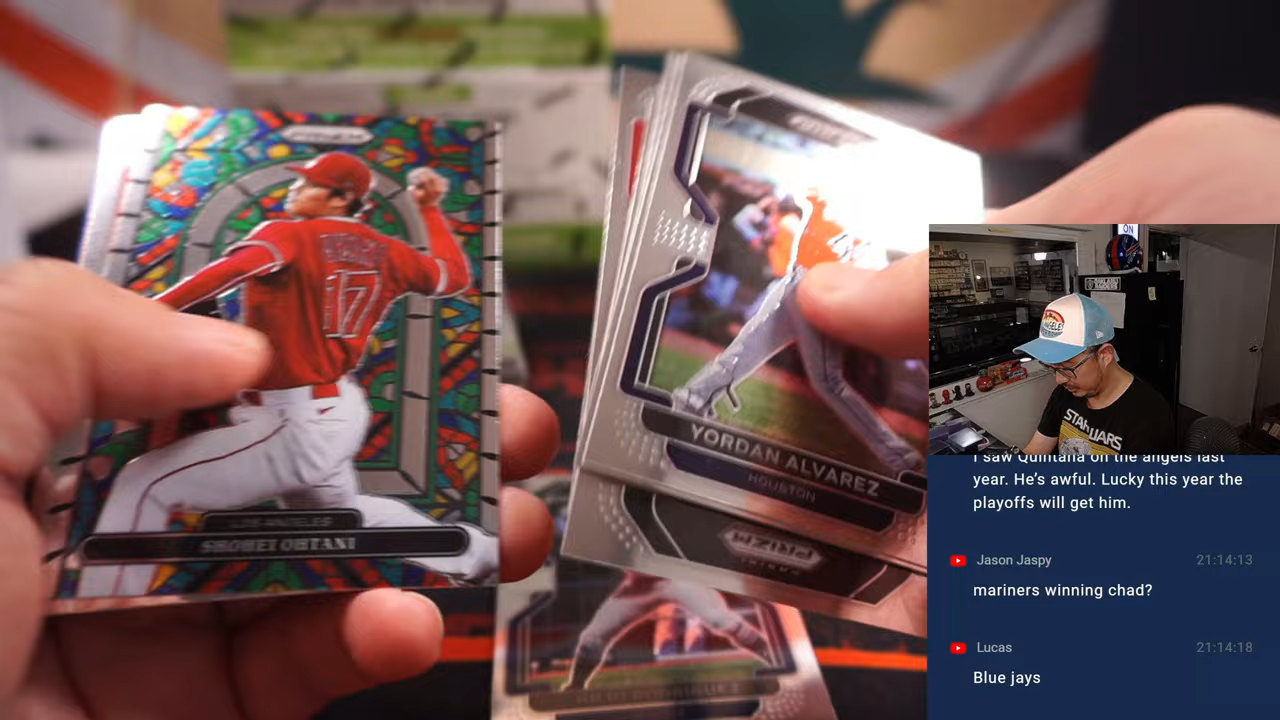 PRIZM
17
LOS ANGELES
SHOHEI OHTANI
YORDAN ALVAREZ
HOUSTON
PRIZM
ON
STAR WARS
I saw Quintana on the angels last
year. He's awful. Lucky this year the
playoffs will get him.
Jason Jaspy 21:14:13
mariners winning chad?
Lucas 21:14:18
Blue jays